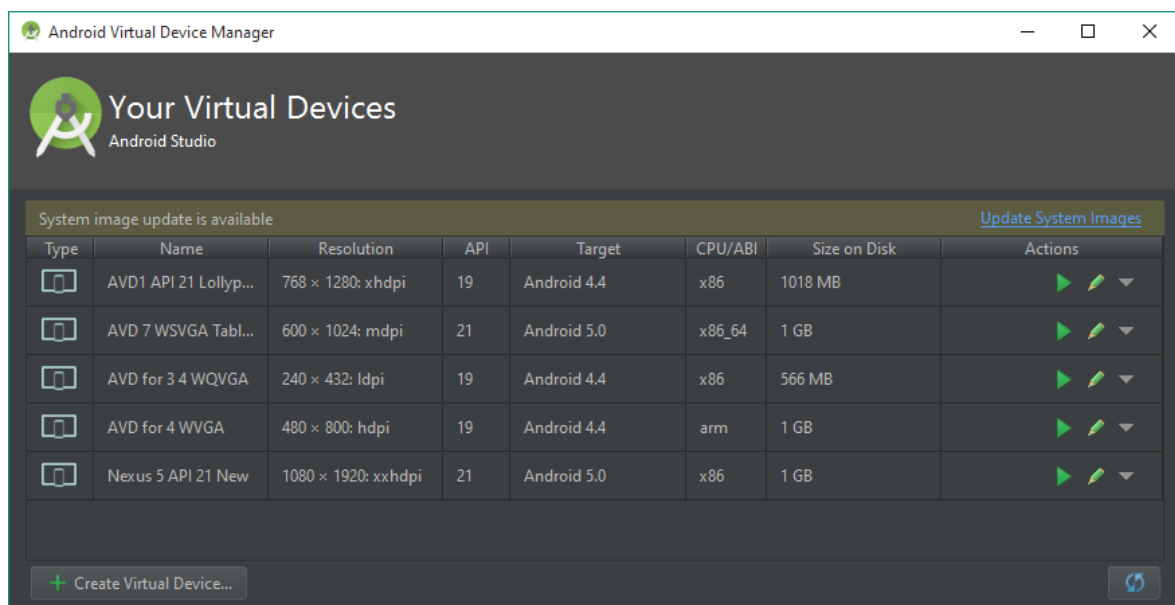 Android Virtual Device Manager
Your Virtual Devices
Android Studio
System image update is available Update System Images
Type Name Resolution API Target CPU/ABI Size on Disk Actions
AVD1 API 21 Lollyp... 768 × 1280: xhdpi 19 Android 4.4 x86 1018 MB
AVD 7 WSVGA Tabl... 600 × 1024: mdpi 21 Android 5.0 x86_64 1 GB
AVD for 3 4 WQVGA 240 × 432: ldpi 19 Android 4.4 x86 566 MB
AVD for 4 WVGA 480 × 800: hdpi 19 Android 4.4 arm 1 GB
Nexus 5 API 21 New 1080 × 1920: xxhdpi 21 Android 5.0 x86 1 GB
Create Virtual Device...